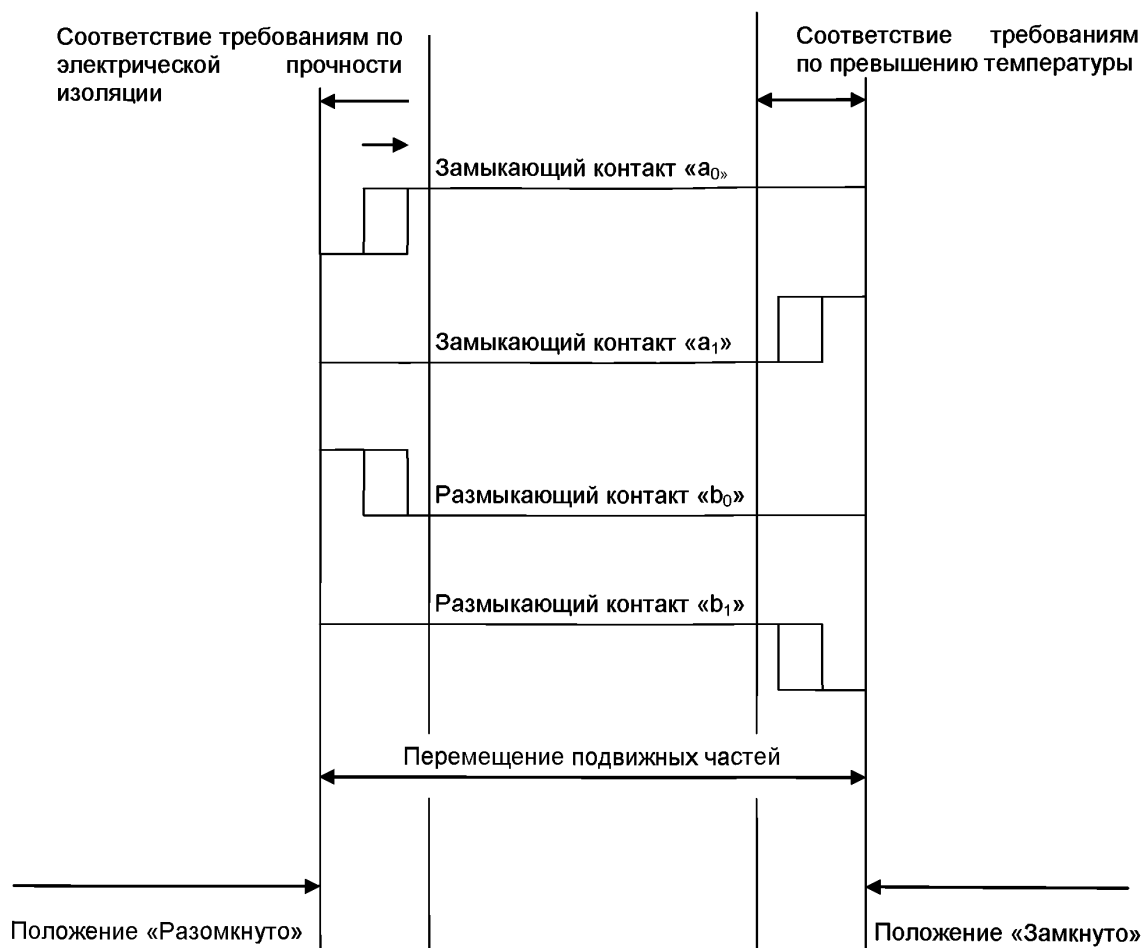 Соответствие требованиям по
электрической прочности
изоляции
Соответствие требованиям
по превышению температуры
Замыкающий контакт «a₀»
Замыкающий контакт «a₁»
Размыкающий контакт «b₀»
Размыкающий контакт «b₁»
Перемещение подвижных частей
Положение «Разомкнуто»
Положение «Замкнуто»